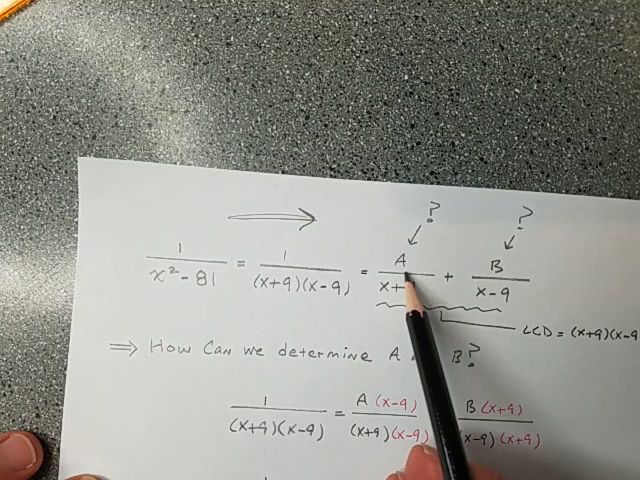 ? ?
1/(x²-81) = 1/((x+9)(x-9)) = A/(x+ + B/(x-9)
LCD = (x+9)(x-9
⇒ How Can we determine A B?
1/((x+9)(x-9)) = A(x-9)/((x+9)(x-9) B(x+9)/((x-9)(x+9))